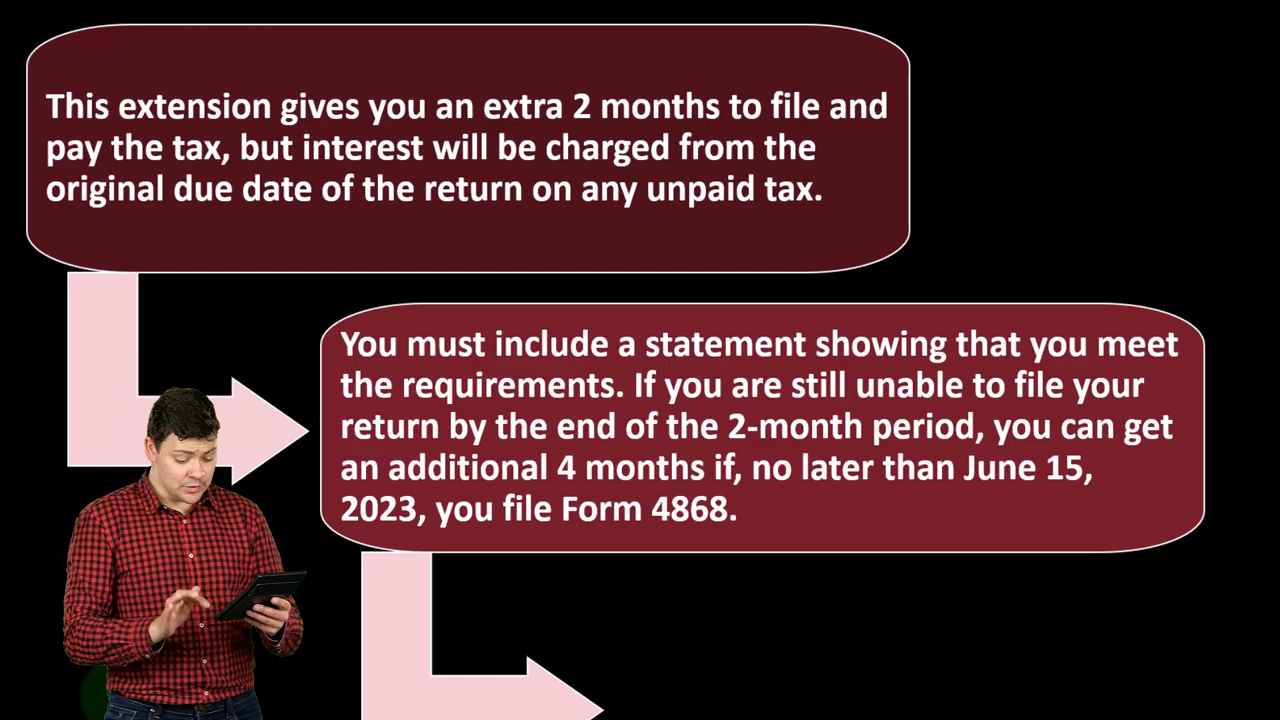 This extension gives you an extra 2 months to file and
pay the tax, but interest will be charged from the
original due date of the return on any unpaid tax.
You must include a statement showing that you meet
the requirements. If you are still unable to file your
return by the end of the 2-month period, you can get
an additional 4 months if, no later than June 15,
2023, you file Form 4868.